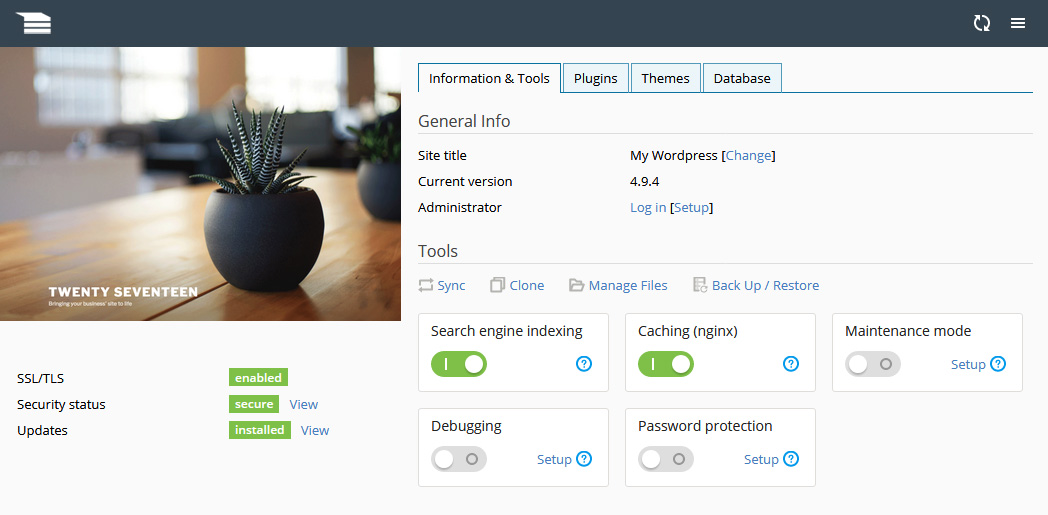 Information & Tools
Plugins
Themes
Database
General Info
Site title
My Wordpress [Change]
Current version
4.9.4
Administrator
Log in [Setup]
Tools
Sync
Clone
Manage Files
Back Up / Restore
Search engine indexing
?
Caching (nginx)
?
Maintenance mode
Setup ?
Debugging
Setup ?
Password protection
Setup ?
TWENTY SEVENTEEN
Bringing your business' site to life
SSL/TLS
enabled
Security status
secure View
Updates
installed View